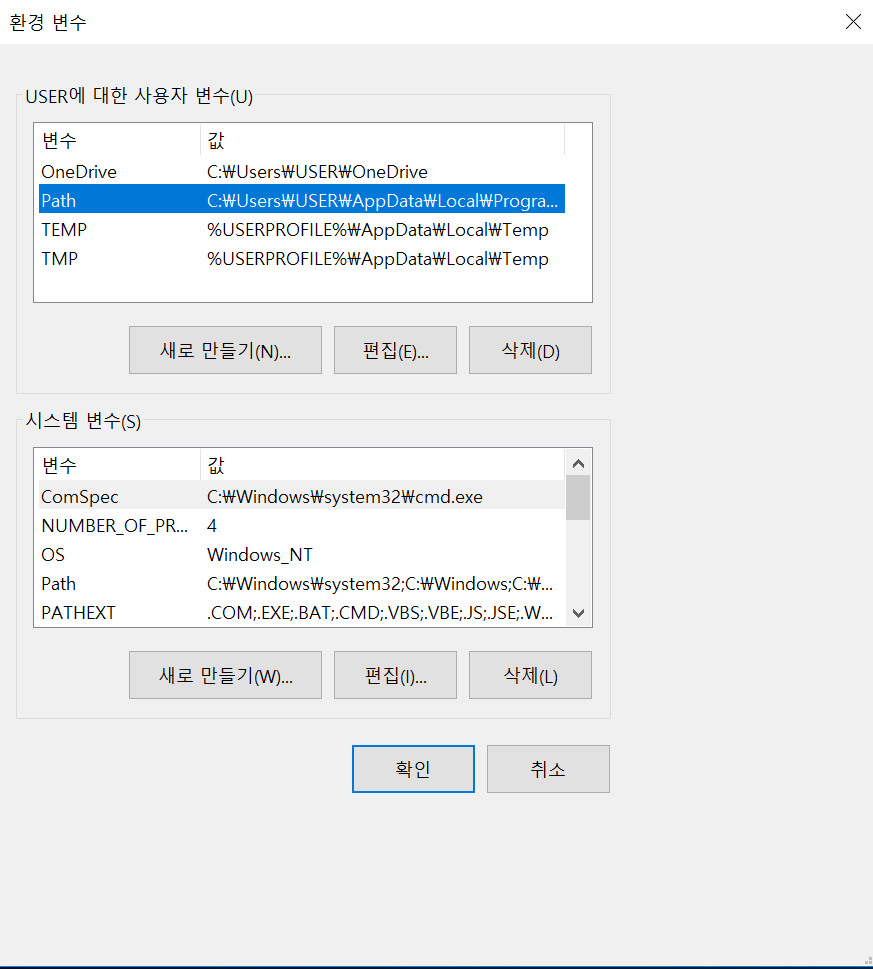 환경 변수
USER에 대한 사용자 변수(U)
변수 값
OneDrive C:₩Users₩USER₩OneDrive
Path C:₩Users₩USER₩AppData₩Local₩Progra...
TEMP %USERPROFILE%₩AppData₩Local₩Temp
TMP %USERPROFILE%₩AppData₩Local₩Temp
새로 만들기(N)... 편집(E)... 삭제(D)
시스템 변수(S)
변수 값
ComSpec C:₩Windows₩system32₩cmd.exe
NUMBER_OF_PR... 4
OS Windows_NT
Path C:₩Windows₩system32;C:₩Windows;C:₩...
PATHEXT .COM;.EXE;.BAT;.CMD;.VBS;.VBE;.JS;.JSE;.W...
새로 만들기(W)... 편집(I)... 삭제(L)
확인 취소